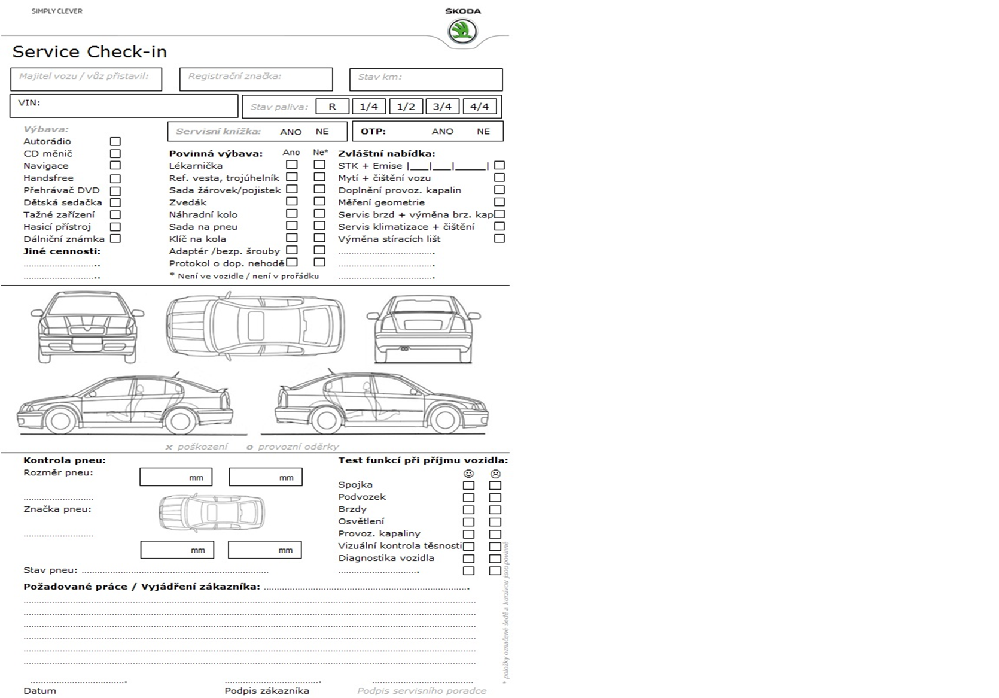 SIMPLY CLEVER
ŠKODA
Service Check-in
Majitel vozu / vůz přistavil:
Registrační značka:
Stav km:
VIN:
Stav paliva: R 1/4 1/2 3/4 4/4
Výbava:
Autorádio
CD měnič
Navigace
Handsfree
Přehrávač DVD
Dětská sedačka
Tažné zařízení
Hasicí přístroj
Dálniční známka
Jiné cennosti:
Servisní knížka: ANO NE
OTP: ANO NE
Povinná výbava: Ano Ne*
Lékarnička
Ref. vesta, trojúhelník
Sada žárovek/pojistek
Zvedák
Náhradní kolo
Sada na pneu
Klíč na kola
Adaptér /bezp. šrouby
Protokol o dop. nehodě
* Není ve vozidle / není v prořádku
Zvláštní nabídka:
STK + Emise |___|___|_____|
Mytí + čištění vozu
Doplnění provoz. kapalin
Měření geometrie
Servis brzd + výměna brz. kap
Servis klimatizace + čištění
Výměna stíracích lišt
x poškození o provozní oděrky
Kontrola pneu:
Rozměr pneu:
mm mm
Značka pneu:
mm mm
Stav pneu:
Test funkcí při příjmu vozidla:
☺ ☹
Spojka
Podvozek
Brzdy
Osvětlení
Provoz. kapaliny
Vizuální kontrola těsnosti
Diagnostika vozidla
Požadované práce / Vyjádření zákazníka:
Datum
Podpis zákazníka
Podpis servisního poradce
* položky označené šedě a kurzívou jsou povinné